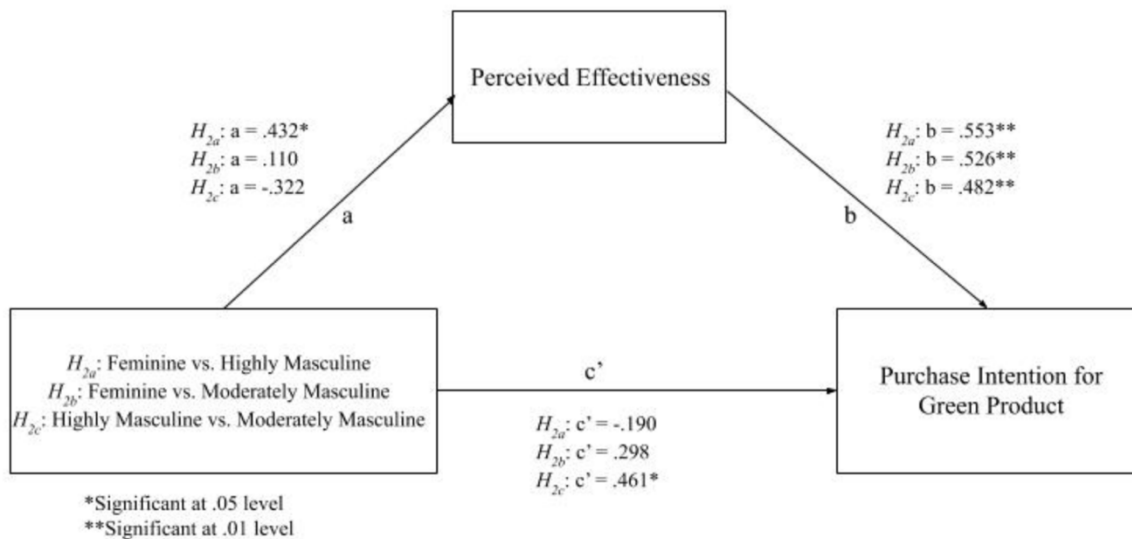 Perceived Effectiveness
H2a: a = .432*
H2b: a = .110
H2c: a = -.322
a
H2a: b = .553**
H2b: b = .526**
H2c: b = .482**
b
H2a: Feminine vs. Highly Masculine
H2b: Feminine vs. Moderately Masculine
H2c: Highly Masculine vs. Moderately Masculine
c’
H2a: c’ = -.190
H2b: c’ = .298
H2c: c’ = .461*
Purchase Intention for
Green Product
*Significant at .05 level
**Significant at .01 level